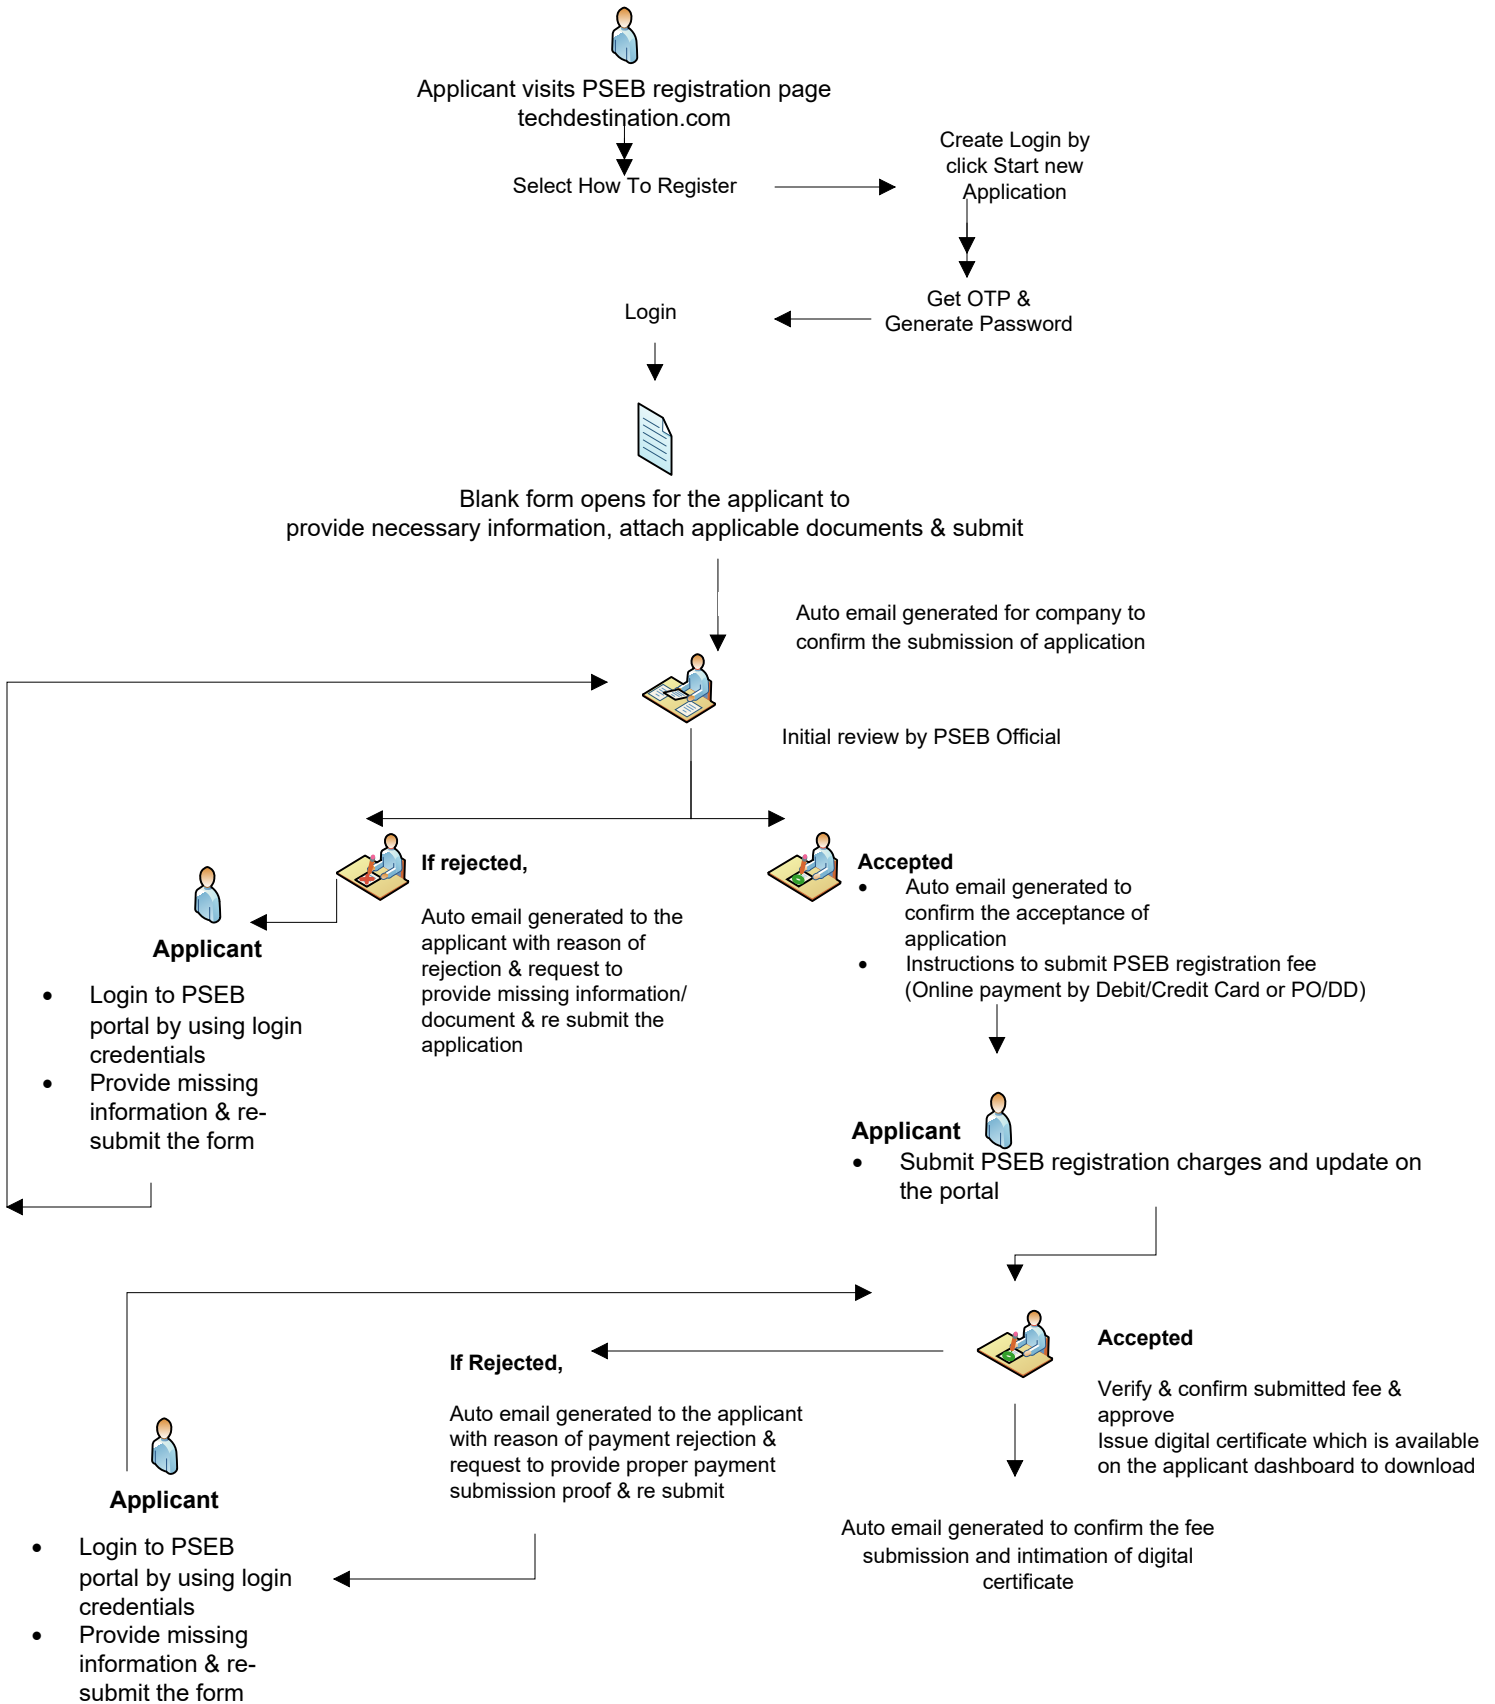 Applicant visits PSEB registration page
techdestination.com
Select How To Register
Create Login by
click Start new
Application
Get OTP &
Generate Password
Login
Blank form opens for the applicant to
provide necessary information, attach applicable documents & submit
Auto email generated for company to
confirm the submission of application
Initial review by PSEB Official
If rejected,
Auto email generated to the
applicant with reason of
rejection & request to
provide missing information/
document & re submit the
application
Applicant
• Login to PSEB
portal by using login
credentials
• Provide missing
information & re-
submit the form
Accepted
• Auto email generated to
confirm the acceptance of
application
• Instructions to submit PSEB registration fee
(Online payment by Debit/Credit Card or PO/DD)
Applicant
• Submit PSEB registration charges and update on
the portal
Accepted
Verify & confirm submitted fee &
approve
Issue digital certificate which is available
on the applicant dashboard to download
If Rejected,
Auto email generated to the applicant
with reason of payment rejection &
request to provide proper payment
submission proof & re submit
Applicant
• Login to PSEB
portal by using login
credentials
• Provide missing
information & re-
submit the form
Auto email generated to confirm the fee
submission and intimation of digital
certificate